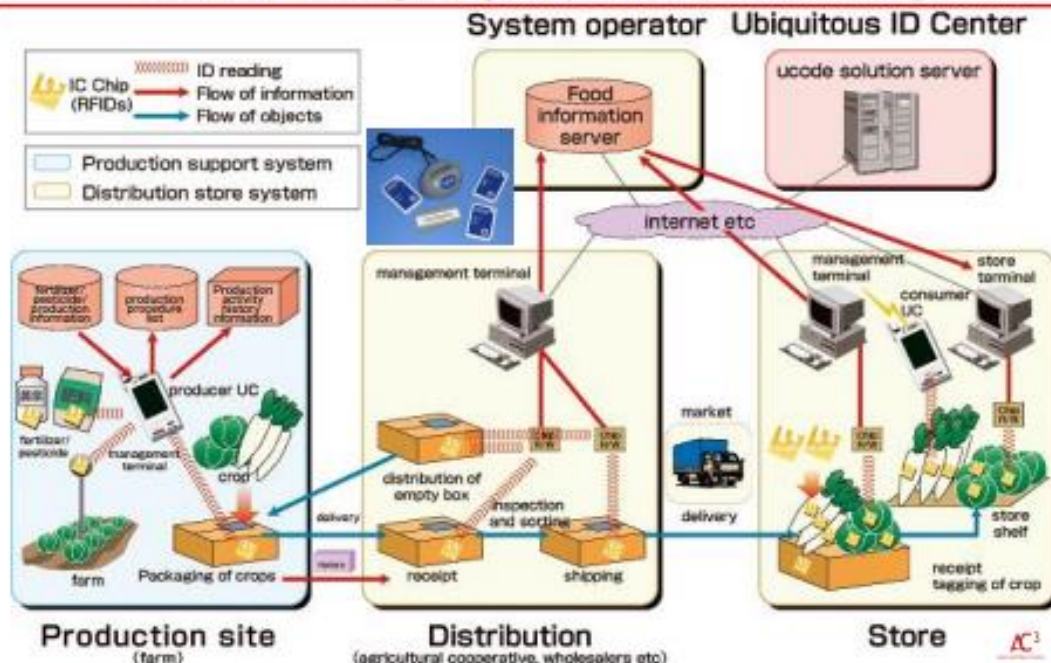 System operator
Ubiquitous ID Center
IC Chip
(RFIDs)
ID reading
Flow of information
Flow of objects
Production support system
Distribution store system
Food
information
server
ucode solution server
internet etc
management terminal
management
terminal
store
terminal
consumer
UC
fertilizer/
pesticide/
production
information
production
procedure
list
Production
activity
history
information
producer UC
fertilizer/
pesticide
management
terminal
crop
farm
Packaging of crops
delivery
distribution of
empty box
Chip
R/W
inspection
and sorting
receipt
shipping
market
delivery
Chip
R/W
Chip
R/W
store
shelf
receipt
tagging of crop
Production site
(farm)
Distribution
(agricultural cooperative, wholesalers etc)
Store
AC³